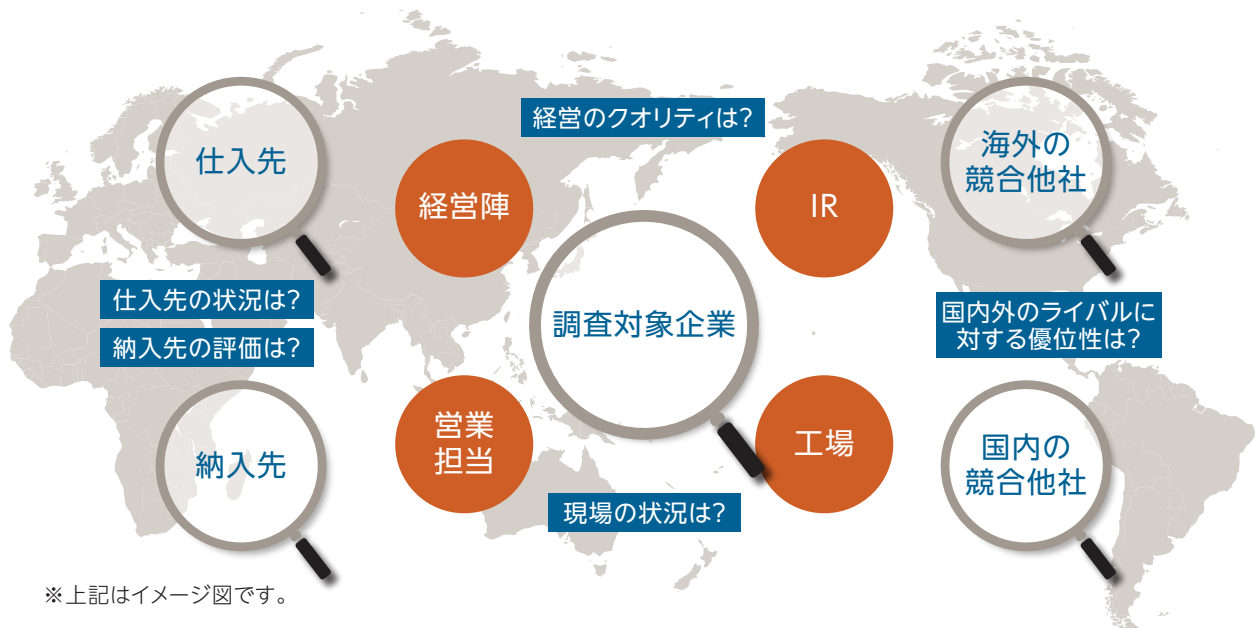 経営のクオリティは?
仕入先
経営陣
IR
海外の
競合他社
仕入先の状況は?
納入先の評価は?
調査対象企業
国内外のライバルに
対する優位性は?
納入先
営業
担当
工場
国内の
競合他社
現場の状況は?
※上記はイメージ図です。